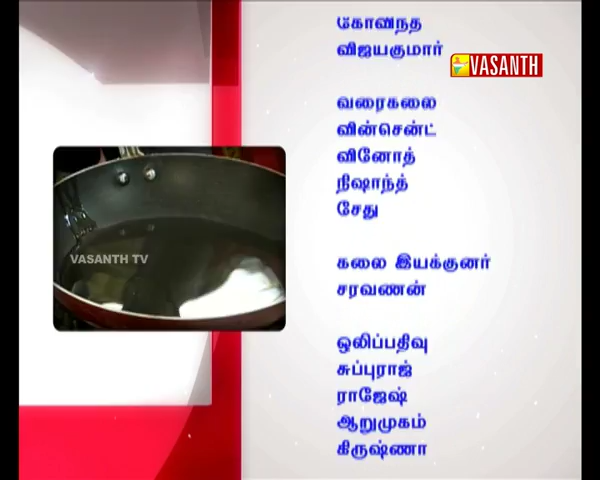 கோவிந்த
விஜயகுமார்
VASANTH
வரைகலை
வின்சென்ட்
வினோத்
நிஷாந்த்
சேது
VASANTH TV
கலை இயக்குனர்
சரவணன்
ஒலிப்பதிவு
சுப்புராஜ்
ராஜேஷ்
ஆறுமுகம்
கிருஷ்ணா